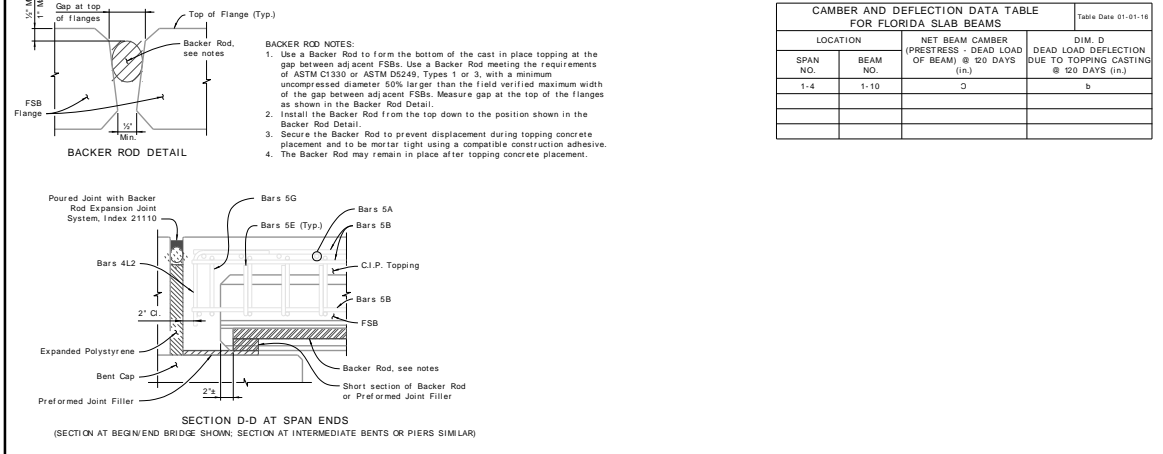 ½" M
1" M
Gap at top
of flanges
Top of Flange (Typ.)
Backer Rod,
see notes
FSB
Flange
½"
Min.
BACKER ROD DETAIL
BACKER ROD NOTES:
1. Use a Backer Rod to form the bottom of the cast in place topping at the
gap between adjacent FSBs. Use a Backer Rod meeting the requirements
of ASTM C1330 or ASTM D5249, Types 1 or 3, with a minimum
uncompressed diameter 50% larger than the field verified maximum width
of the gap between adjacent FSBs. Measure gap at the top of the flanges
as shown in the Backer Rod Detail.
2. Install the Backer Rod from the top down to the position shown in the
Backer Rod Detail.
3. Secure the Backer Rod to prevent displacement during topping concrete
placement and to be mortar tight using a compatible construction adhesive.
4. The Backer Rod may remain in place after topping concrete placement.
CAMBER AND DEFLECTION DATA TABLE
FOR FLORIDA SLAB BEAMS
Table Date 01-01-16
LOCATION
SPAN
NO.
BEAM
NO.
NET BEAM CAMBER
(PRESTRESS - DEAD LOAD
OF BEAM) @ 120 DAYS
(in.)
DIM. D
DEAD LOAD DEFLECTION
DUE TO TOPPING CASTING
@ 120 DAYS (in.)
1-4
1-10
b
Poured Joint with Backer
Rod Expansion Joint
System, Index 21110
Bars 5G
Bars 5E (Typ.)
Bars 5A
Bars 5B
Bars 4L2
C.I.P. Topping
Bars 5B
2" Cl.
FSB
Expanded Polystyrene
Bent Cap
Backer Rod, see notes
2"±
Short section of Backer Rod
or Preformed Joint Filler
Preformed Joint Filler
SECTION D-D AT SPAN ENDS
(SECTION AT BEGIN/END BRIDGE SHOWN; SECTION AT INTERMEDIATE BENTS OR PIERS SIMILAR)